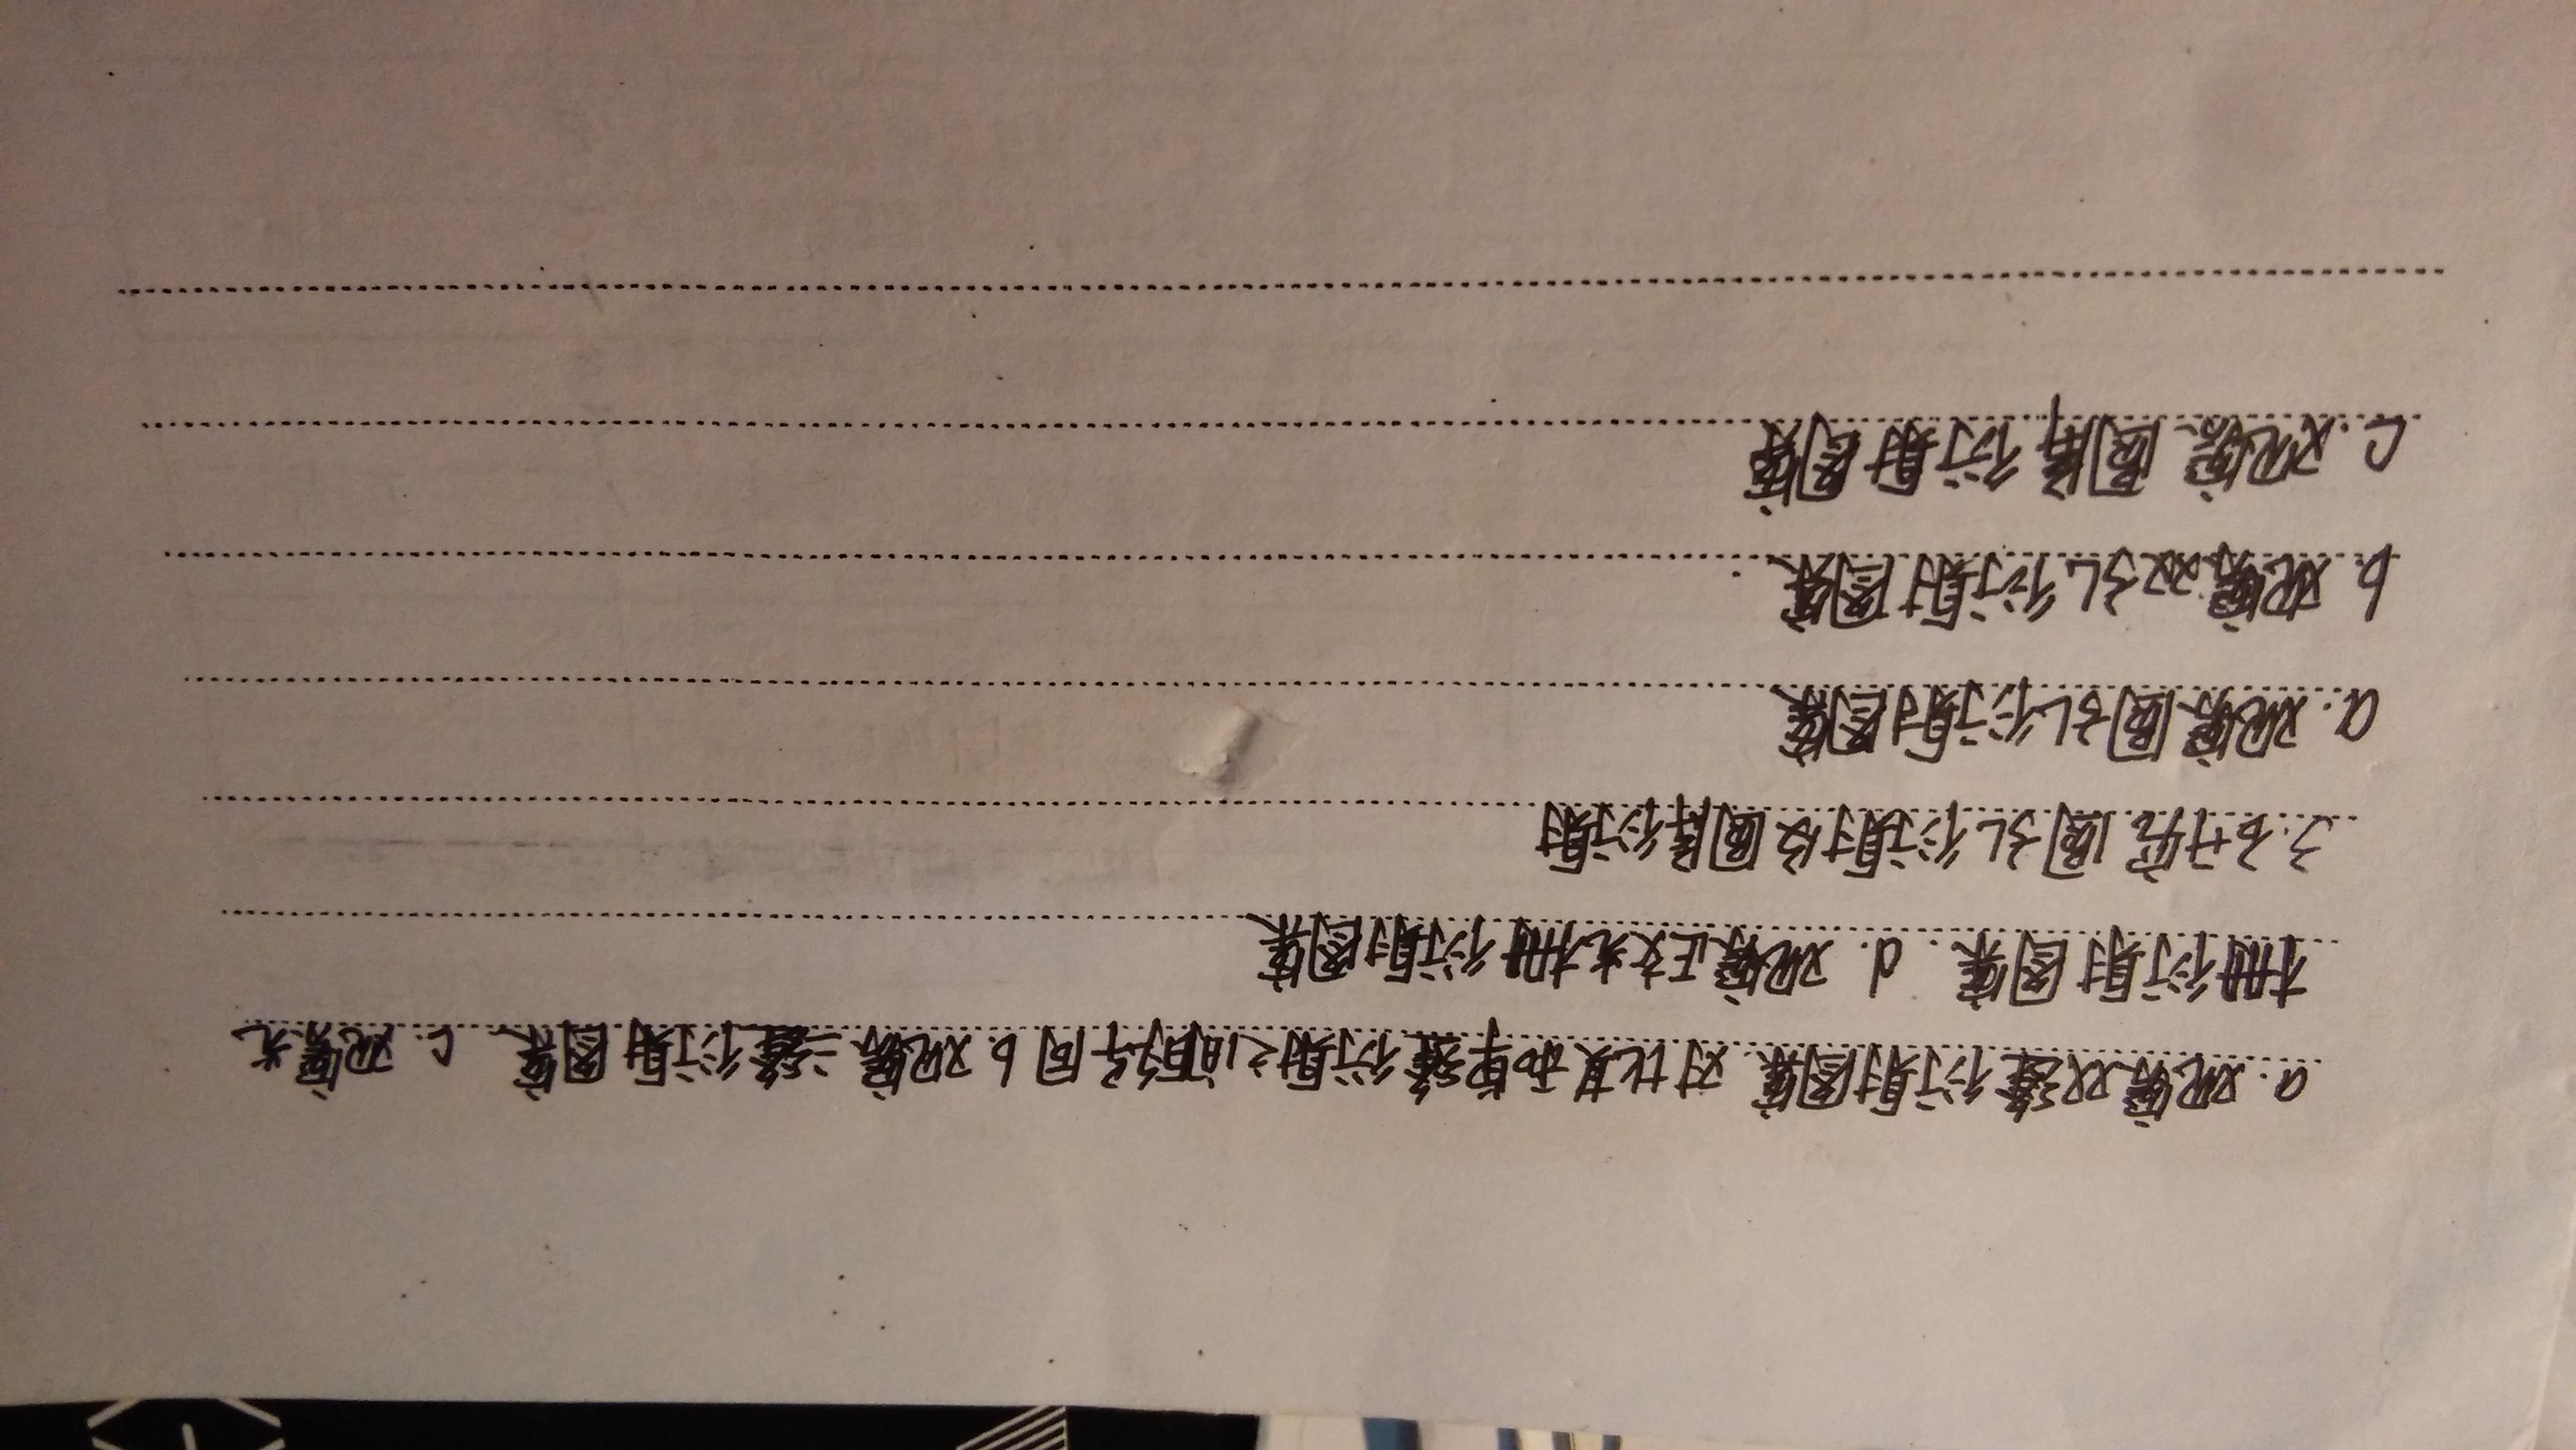 a. 观察双缝衍射图案, 对比其和单缝衍射之间的异同 b. 观察三缝衍射图案. c. 观察光
栅衍射图案. d. 观察正交光栅衍射图案
3. 研究圆孔衍射及圆屏衍射
a. 观察圆孔衍射图案
b. 观察双孔衍射图案
c. 观察圆屏衍射图案